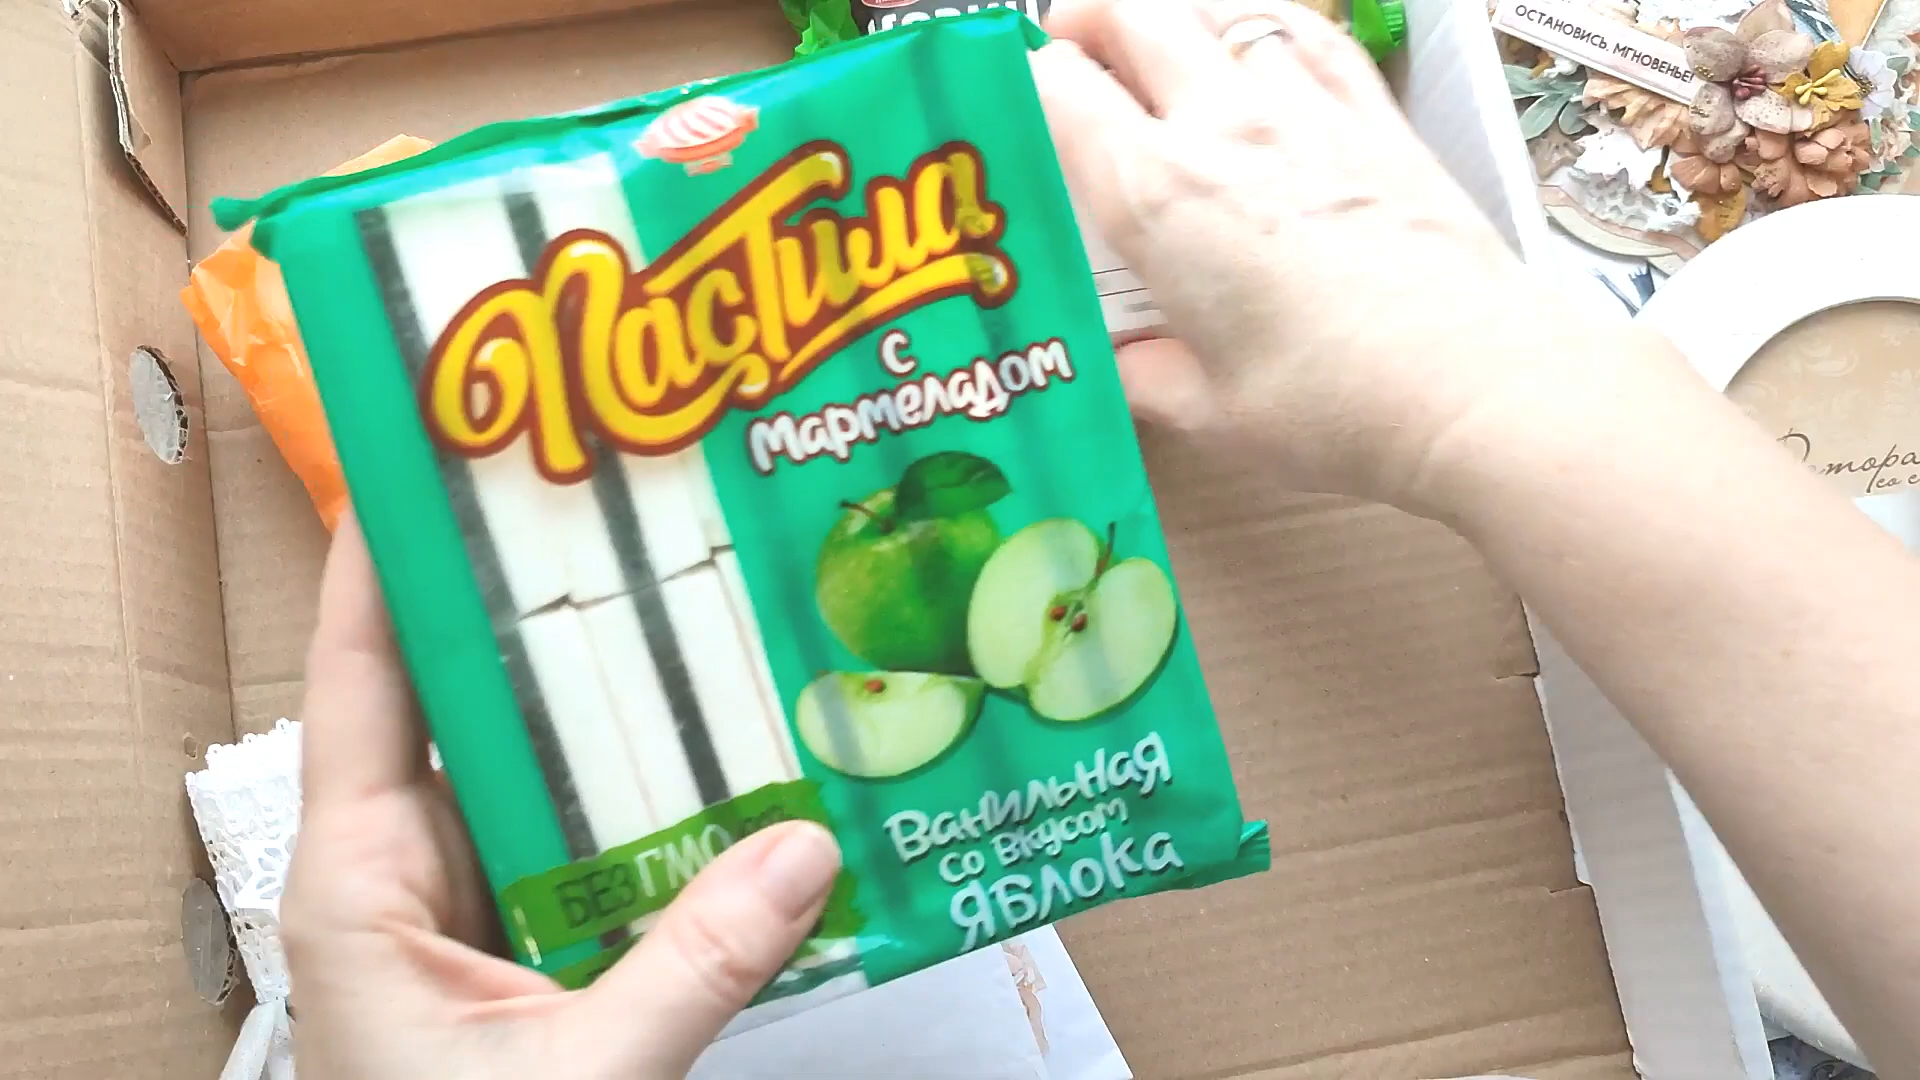 ОСТАНОВИСЬ, МГНОВЕНЬЕ!
Пастила
с
мармеладом
Ванильная
со вкусом
яблока
БЕЗ ГМО